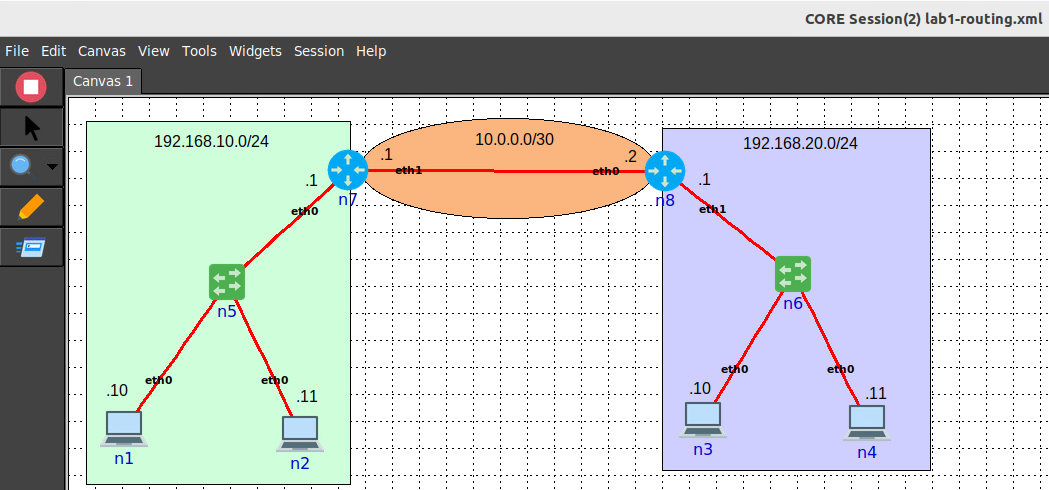 CORE Session(2) lab1-routing.xml
File Edit Canvas View Tools Widgets Session Help
Canvas 1
192.168.10.0/24
10.0.0.0/30
192.168.20.0/24
.1
eth1
eth0
.2
n7
n8
.1
eth0
.1
eth1
n5
n6
eth0
eth0
eth0
eth0
.10
.11
.10
.11
n1
n2
n3
n4